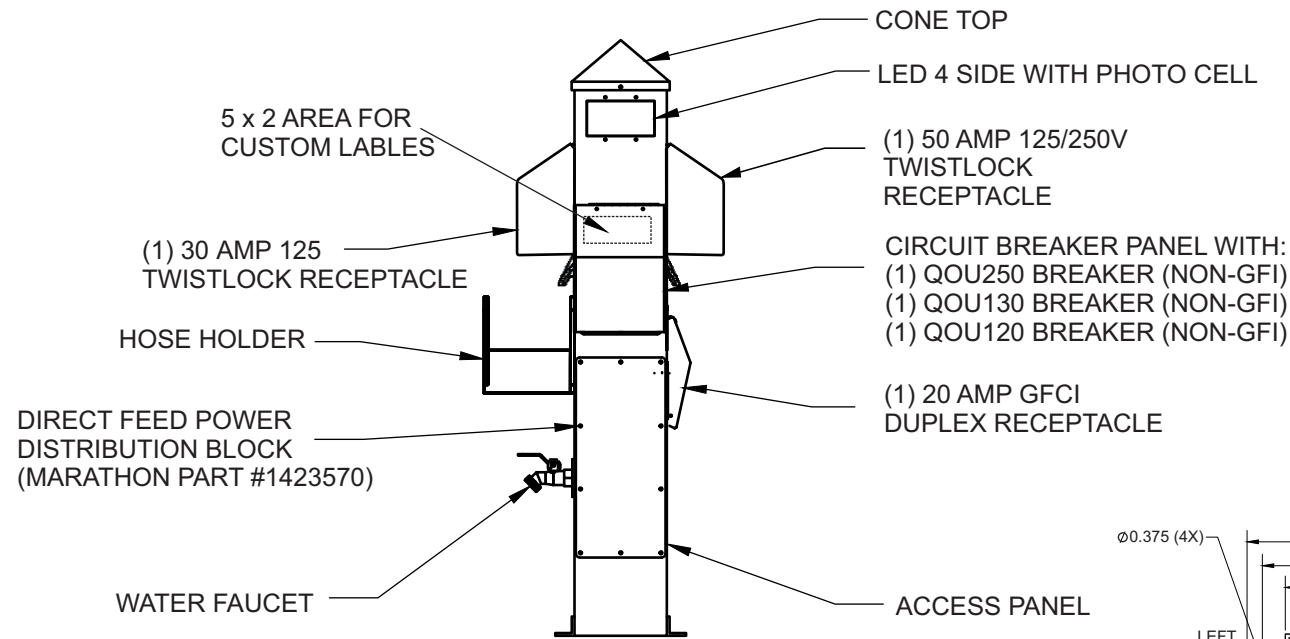 CONE TOP
LED 4 SIDE WITH PHOTO CELL
5 x 2 AREA FOR
CUSTOM LABLES
(1) 50 AMP 125/250V
TWISTLOCK
RECEPTACLE
(1) 30 AMP 125
TWISTLOCK RECEPTACLE
CIRCUIT BREAKER PANEL WITH:
(1) QOU250 BREAKER (NON-GFI)
(1) QOU130 BREAKER (NON-GFI)
(1) QOU120 BREAKER (NON-GFI)
HOSE HOLDER
(1) 20 AMP GFCI
DUPLEX RECEPTACLE
DIRECT FEED POWER
DISTRIBUTION BLOCK
(MARATHON PART #1423570)
WATER FAUCET
ACCESS PANEL
Ø0.375 (4X)
LEFT